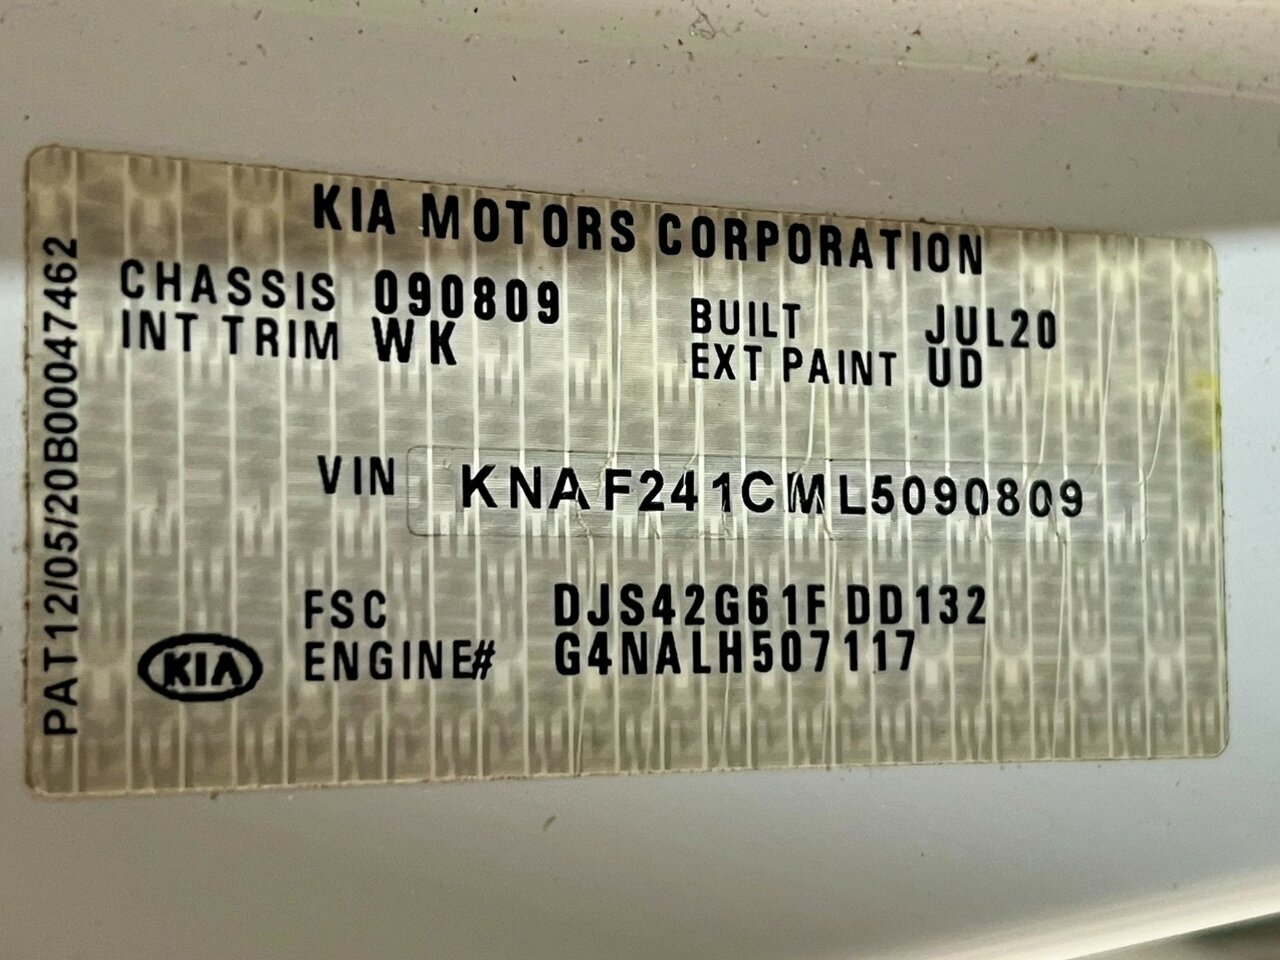 KIA MOTORS CORPORATION
CHASSIS 090809
INT TRIM WK
BUILT JUL20
EXT PAINT UD
VIN KNAF241CML5090809
FSC DJS42G61F DD132
ENGINE# G4NALH507117
KIA
PAT12/05/20B00047462